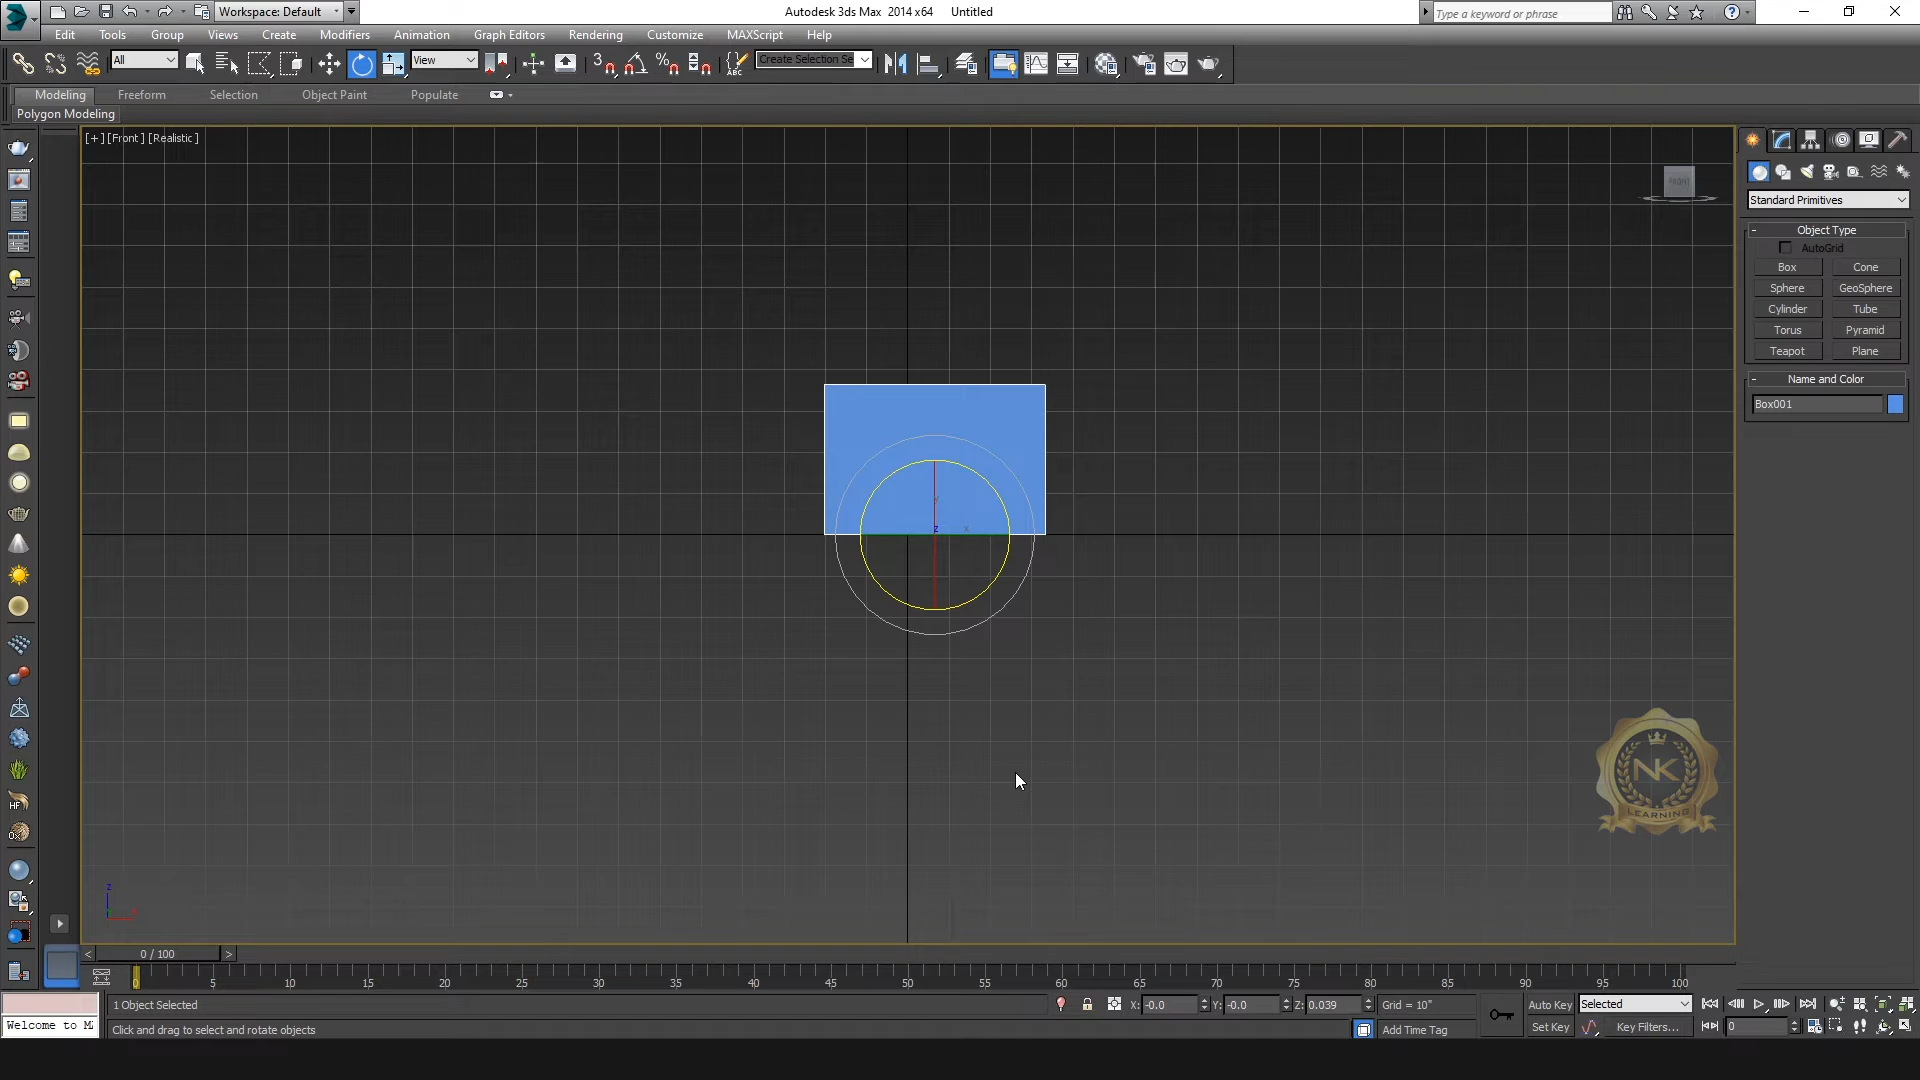 Workspace: Default
Autodesk 3ds Max 2014 x64 Untitled
Type a keyword or phrase
Edit Tools Group Views Create Modifiers Animation Graph Editors Rendering Customize MAXScript Help
All
View
3
%
ABC
Create Selection Se
Modeling Freeform Selection Object Paint Populate
Polygon Modeling
[+] [Front] [Realistic]
FRONT
Standard Primitives
- Object Type
AutoGrid
Box Cone
Sphere GeoSphere
Cylinder Tube
Torus Pyramid
Teapot Plane
- Name and Color
Box001
y
z x
NK
LEARNING
HF
z
< 0 / 100 >
0 5 10 15 20 25 30 35 40 45 50 55 60 65 70 75 80 85 90 95 100
1 Object Selected
X: -0.0 Y: -0.0 Z: 0.039 Grid = 10"
Auto Key Selected
Welcome to M
Click and drag to select and rotate objects
Add Time Tag
Set Key Key Filters... 0